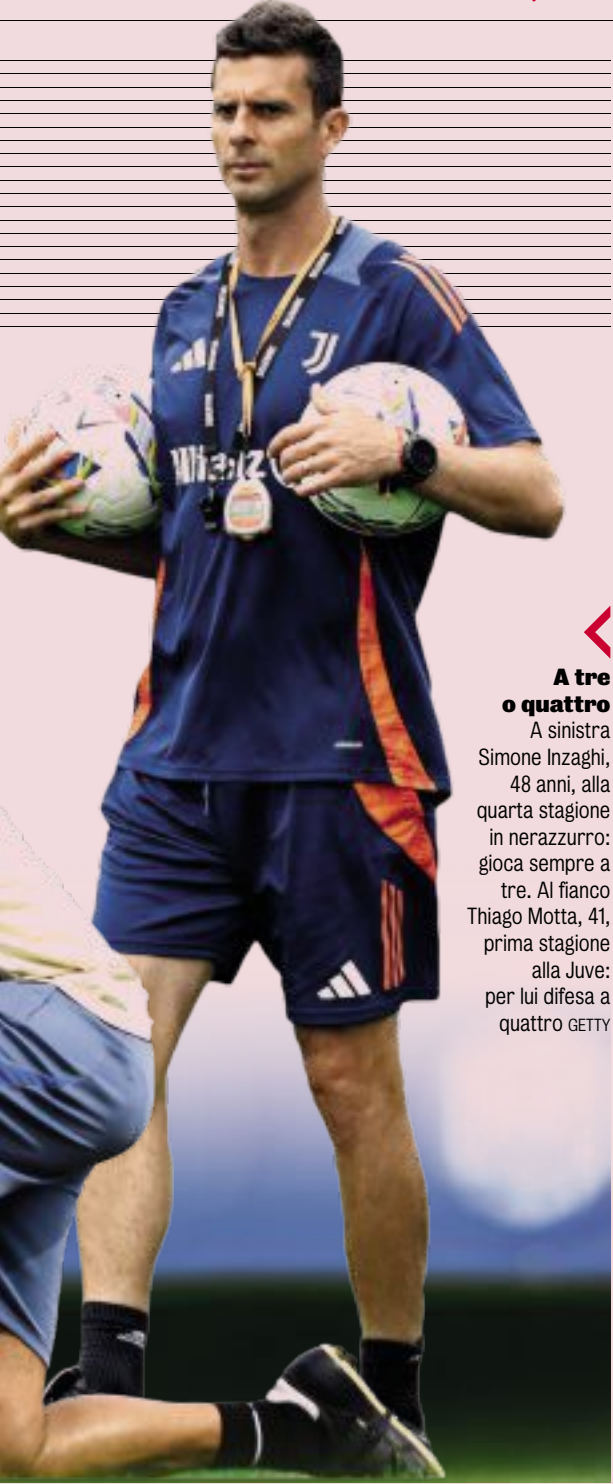 Allianz
A tre
o quattro
A sinistra
Simone Inzaghi,
48 anni, alla
quarta stagione
in nerazzurro:
gioca sempre a
tre. Al fianco
Thiago Motta, 41,
prima stagione
alla Juve:
per lui difesa a
quattro GETTY